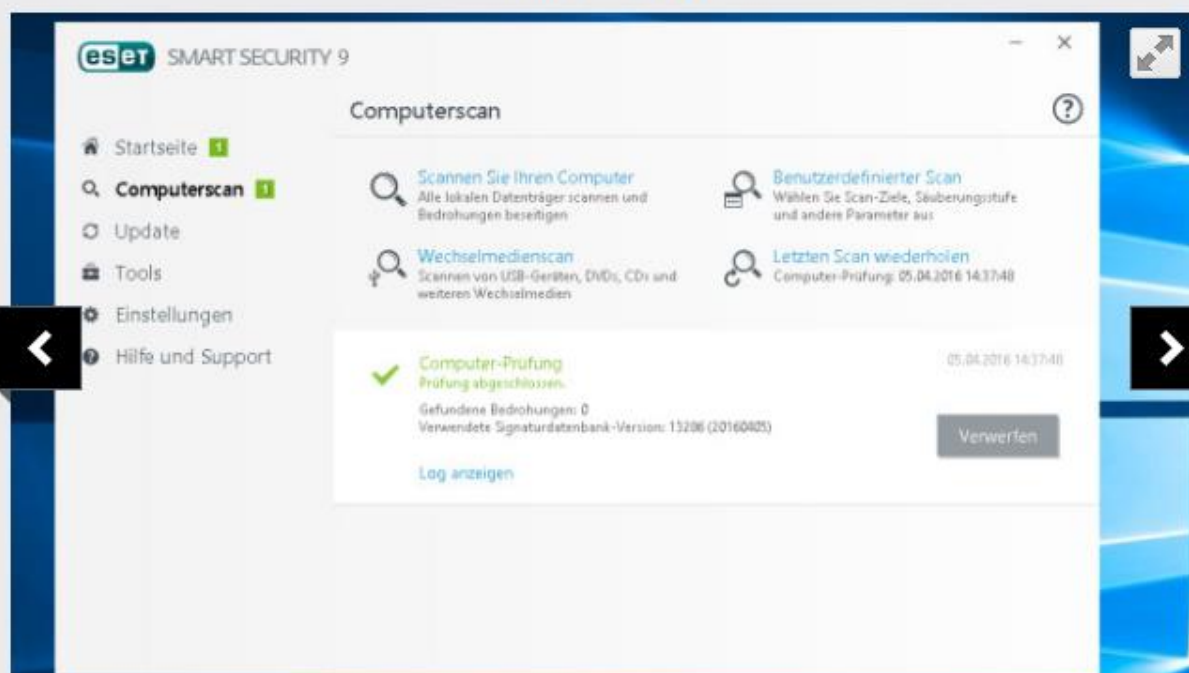 eset SMART SECURITY 9
Computerscan
Startseite 1
Computerscan 1
Update
Tools
Einstellungen
Hilfe und Support
Scannen Sie Ihren Computer
Alle lokalen Datenträger scannen und
Bedrohungen beseitigen
Benutzerdefinierter Scan
Wählen Sie Scan-Ziele, Säuberungsstufe
und andere Parameter aus
Wechselmedienscan
Scannen von USB-Geräten, DVDs, CDs und
weiteren Wechselmedien
Letzten Scan wiederholen
Computer-Prüfung: 05.04.2016 14:37:48
Computer-Prüfung
05.04.2016 14:37:48
Prüfung abgeschlossen.
Gefundene Bedrohungen: 0
Verwendete Signaturdatenbank-Version: 13286 (20160405)
Verwerfen
Log anzeigen